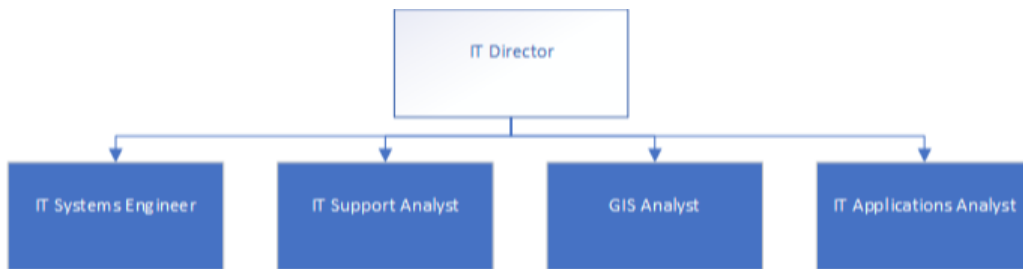 IT Director
IT Systems Engineer
IT Support Analyst
GIS Analyst
IT Applications Analyst